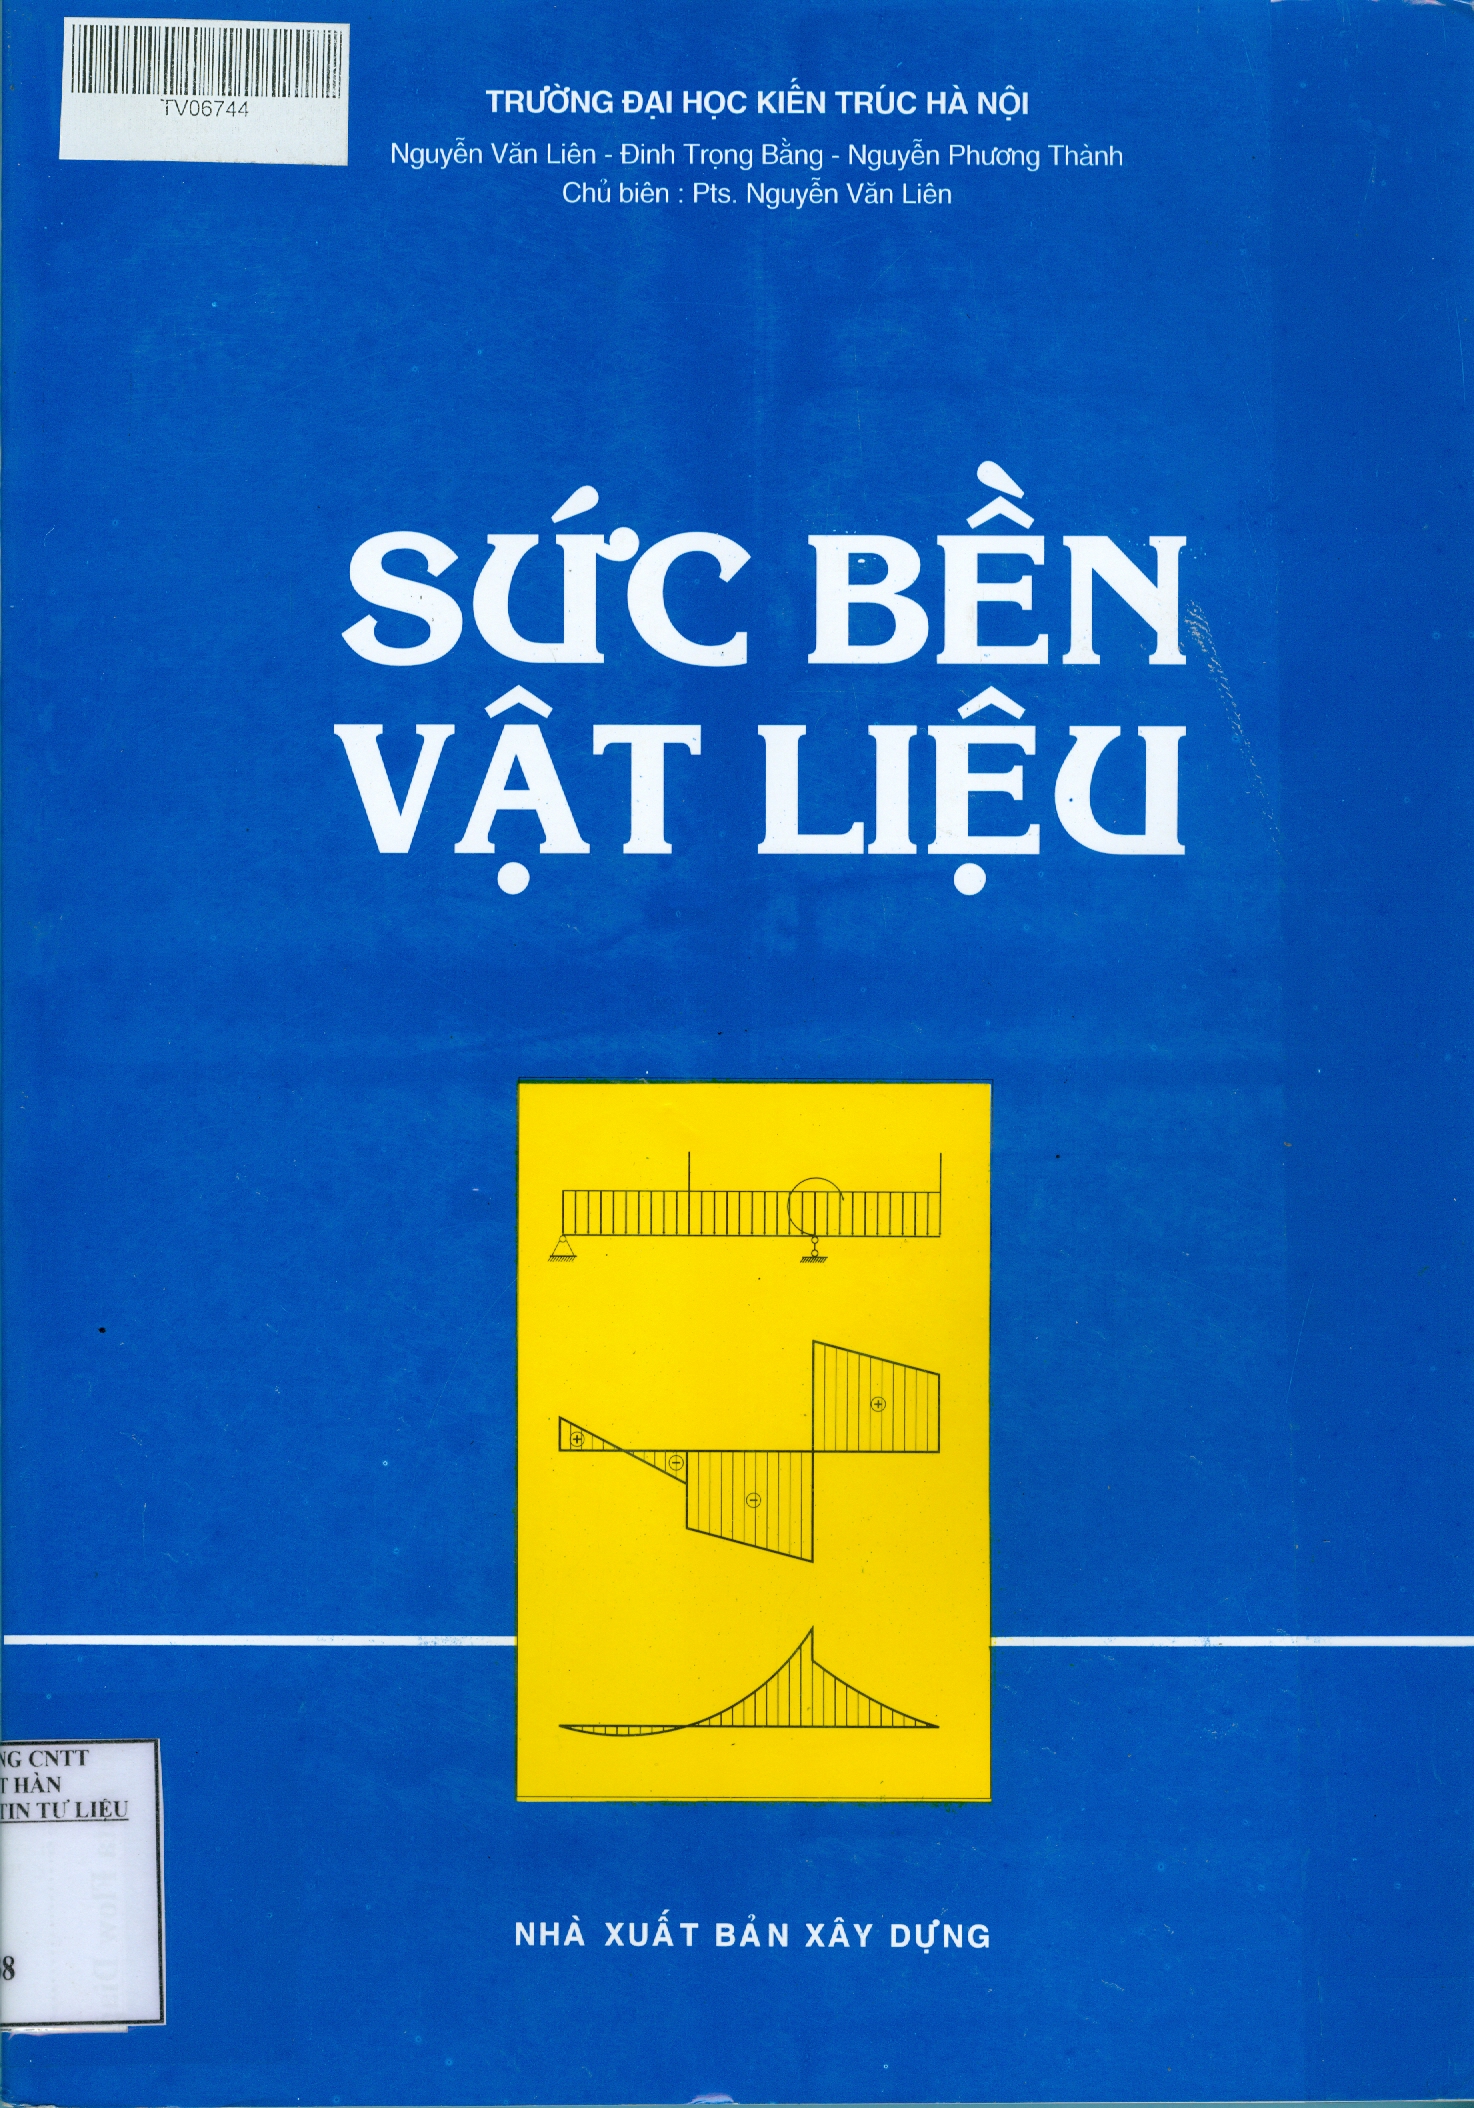 TV06744
TRƯỜNG ĐẠI HỌC KIẾN TRÚC HÀ NỘI
Nguyễn Văn Liên - Đinh Trọng Bằng - Nguyễn Phương Thành
Chủ biên : Pts. Nguyễn Văn Liên
SỨC BỀN
VẬT LIỆU
NG CNTT
T HÀN
TIN TƯ LIỆU
NHÀ XUẤT BẢN XÂY DỰNG